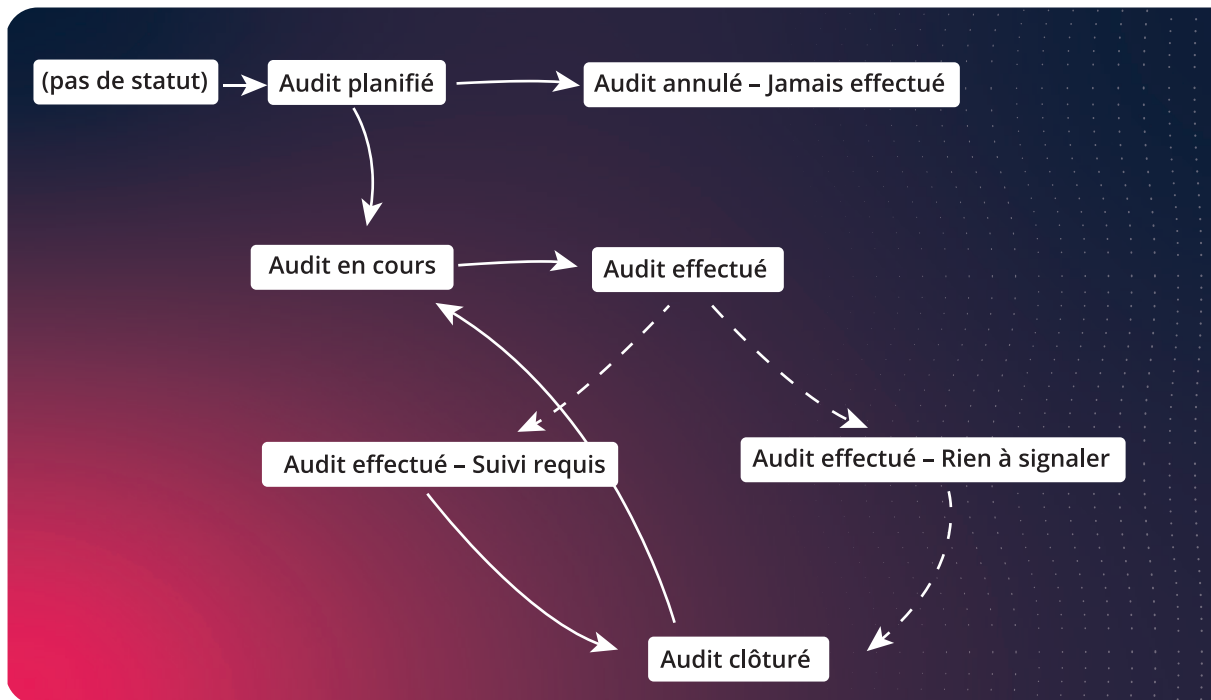 (pas de statut)
Audit planifié
Audit annulé – Jamais effectué
Audit en cours
Audit effectué
Audit effectué – Suivi requis
Audit effectué – Rien à signaler
Audit clôturé